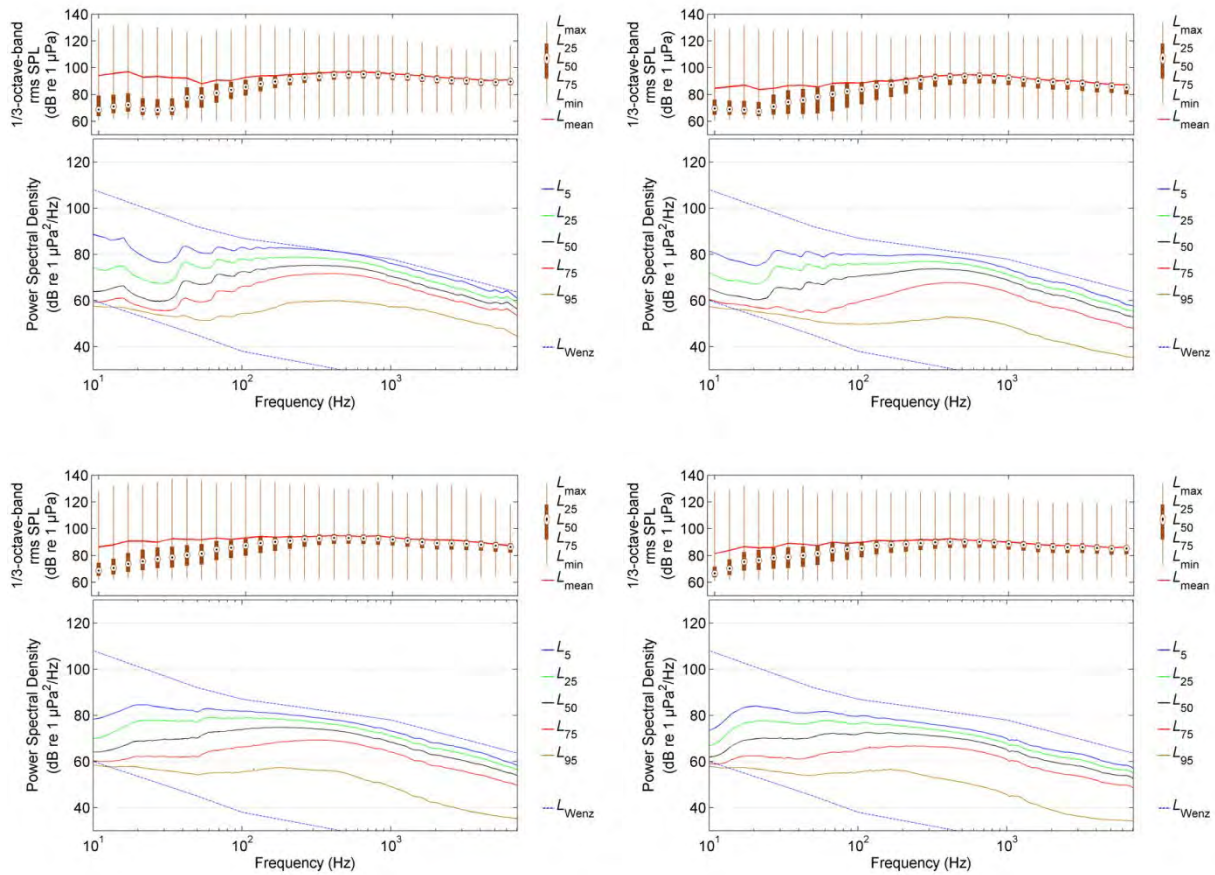 1/3-octave-band
rms SPL
(dB re 1 µPa)
140
120
100
80
60
Lmax
L25
L50
L75
Lmin
Lmean
Power Spectral Density
(dB re 1 µPa²/Hz)
120
100
80
60
40
L5
L25
L50
L75
L95
LWenz
10¹ 10² 10³
Frequency (Hz)
1/3-octave-band
rms SPL
(dB re 1 µPa)
140
120
100
80
60
Lmax
L25
L50
L75
Lmin
Lmean
Power Spectral Density
(dB re 1 µPa²/Hz)
120
100
80
60
40
L5
L25
L50
L75
L95
LWenz
10¹ 10² 10³
Frequency (Hz)
1/3-octave-band
rms SPL
(dB re 1 µPa)
140
120
100
80
60
Lmax
L25
L50
L75
Lmin
Lmean
Power Spectral Density
(dB re 1 µPa²/Hz)
120
100
80
60
40
L5
L25
L50
L75
L95
LWenz
10¹ 10² 10³
Frequency (Hz)
1/3-octave-band
rms SPL
(dB re 1 µPa)
140
120
100
80
60
Lmax
L25
L50
L75
Lmin
Lmean
Power Spectral Density
(dB re 1 µPa²/Hz)
120
100
80
60
40
L5
L25
L50
L75
L95
LWenz
10¹ 10² 10³
Frequency (Hz)